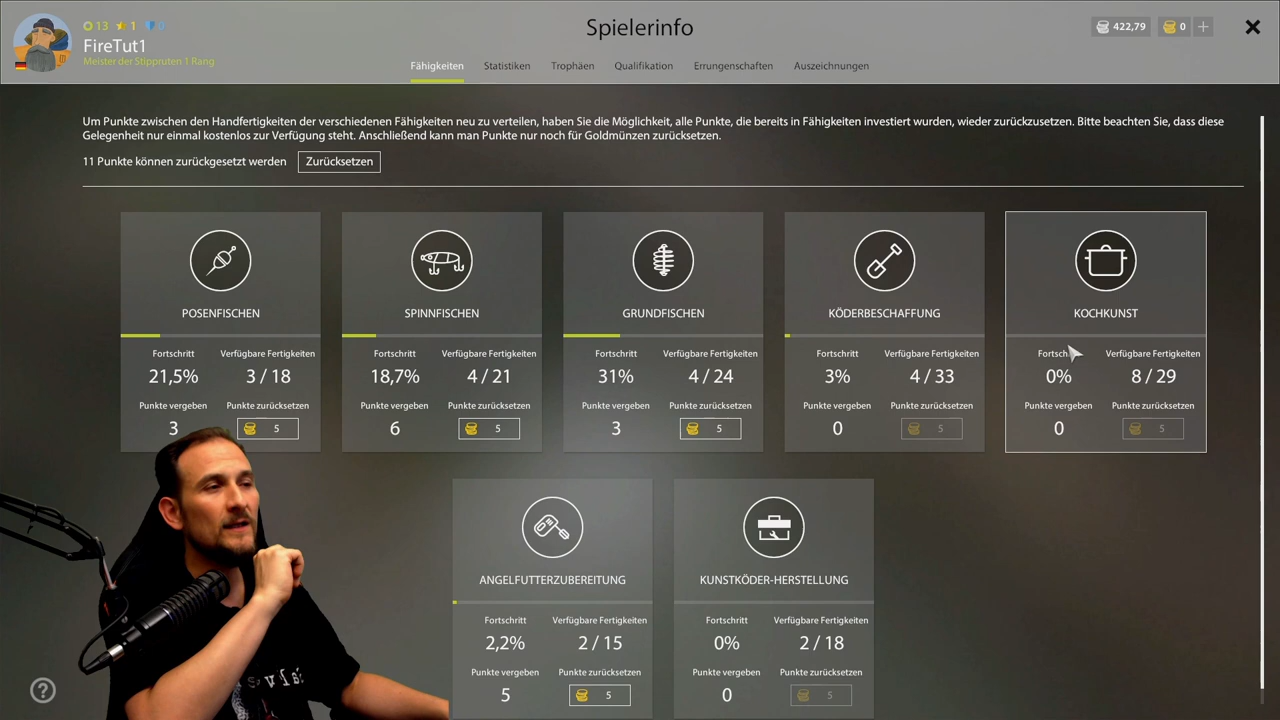 13 1 0
Spielerinfo
422,79
0
FireTut1
Meister der Stippruten 1 Rang
Fähigkeiten Statistiken Trophäen Qualifikation Errungenschaften Auszeichnungen
Um Punkte zwischen den Handfertigkeiten der verschiedenen Fähigkeiten neu zu verteilen, haben Sie die Möglichkeit, alle Punkte, die bereits in Fähigkeiten investiert wurden, wieder zurückzusetzen. Bitte beachten Sie, dass diese
Gelegenheit nur einmal kostenlos zur Verfügung steht. Anschließend kann man Punkte nur noch für Goldmünzen zurücksetzen.
11 Punkte können zurückgesetzt werden Zurücksetzen
POSENFISCHEN
Fortschritt Verfügbare Fertigkeiten
21,5% 3 / 18
Punkte vergeben Punkte zurücksetzen
3 5
SPINNFISCHEN
Fortschritt Verfügbare Fertigkeiten
18,7% 4 / 21
Punkte vergeben Punkte zurücksetzen
6 5
GRUNDFISCHEN
Fortschritt Verfügbare Fertigkeiten
31% 4 / 24
Punkte vergeben Punkte zurücksetzen
3 5
KÖDERBESCHAFFUNG
Fortschritt Verfügbare Fertigkeiten
3% 4 / 33
Punkte vergeben Punkte zurücksetzen
0 5
KOCHKUNST
Fortsch Verfügbare Fertigkeiten
0% 8 / 29
Punkte vergeben Punkte zurücksetzen
0 5
ANGELFUTTERZUBEREITUNG
Fortschritt Verfügbare Fertigkeiten
2,2% 2 / 15
Punkte vergeben Punkte zurücksetzen
5 5
KUNSTKÖDER-HERSTELLUNG
Fortschritt Verfügbare Fertigkeiten
0% 2 / 18
Punkte vergeben Punkte zurücksetzen
0 5
?